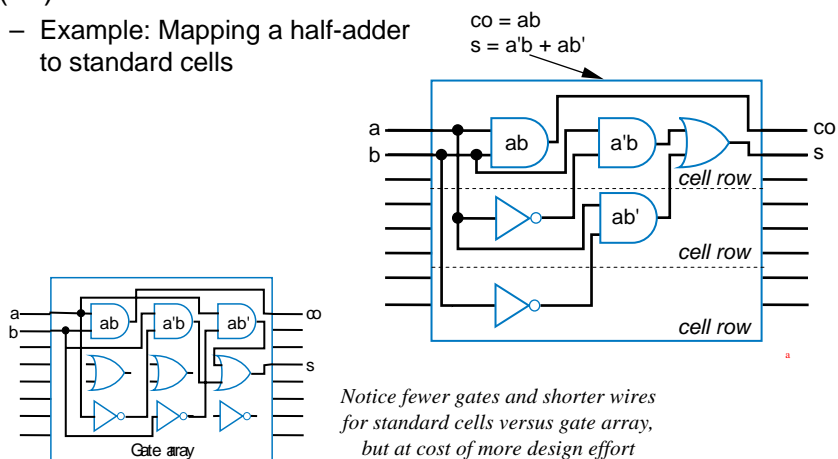 – Example: Mapping a half-adder
to standard cells
co = ab
s = a'b + ab'
a
b
ab
a'b
co
s
cell row
ab'
cell row
cell row
a
a
b
ab
a'b
ab'
co
s
Gate array
Notice fewer gates and shorter wires
for standard cells versus gate array,
but at cost of more design effort